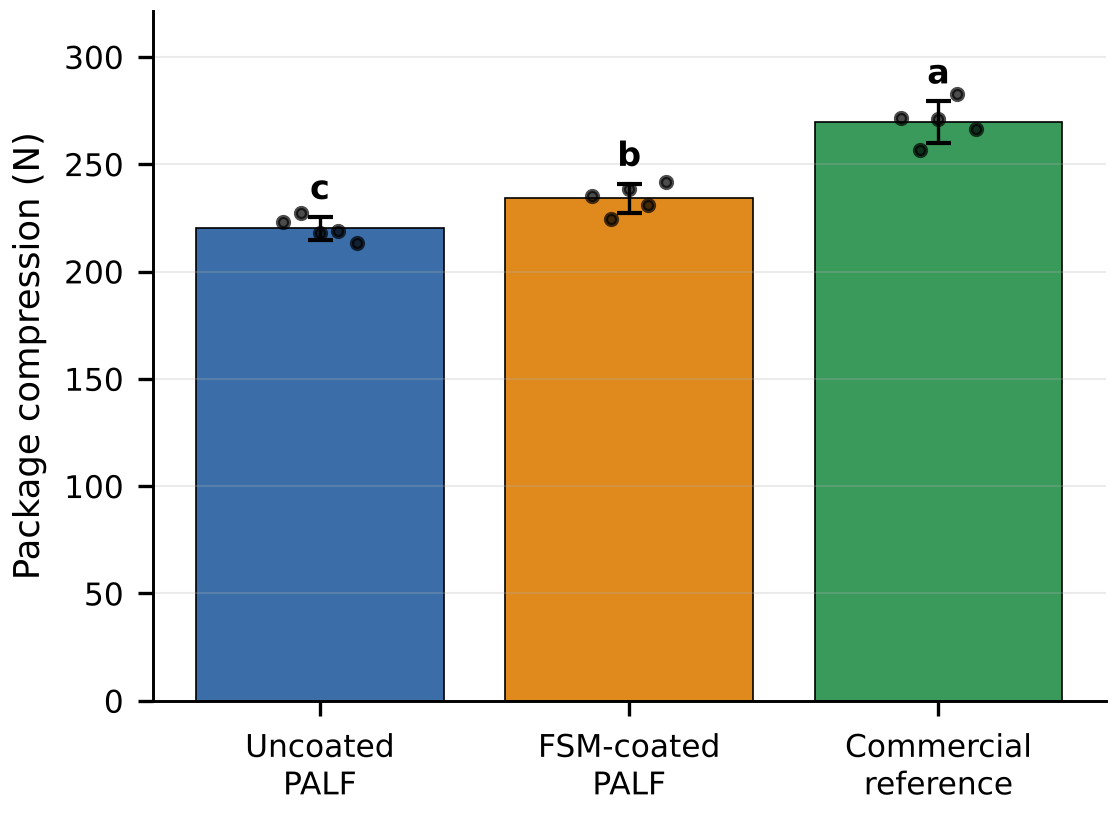 Package compression (N)
300
250
200
150
100
50
0
c
b
a
Uncoated
PALF
FSM-coated
PALF
Commercial
reference